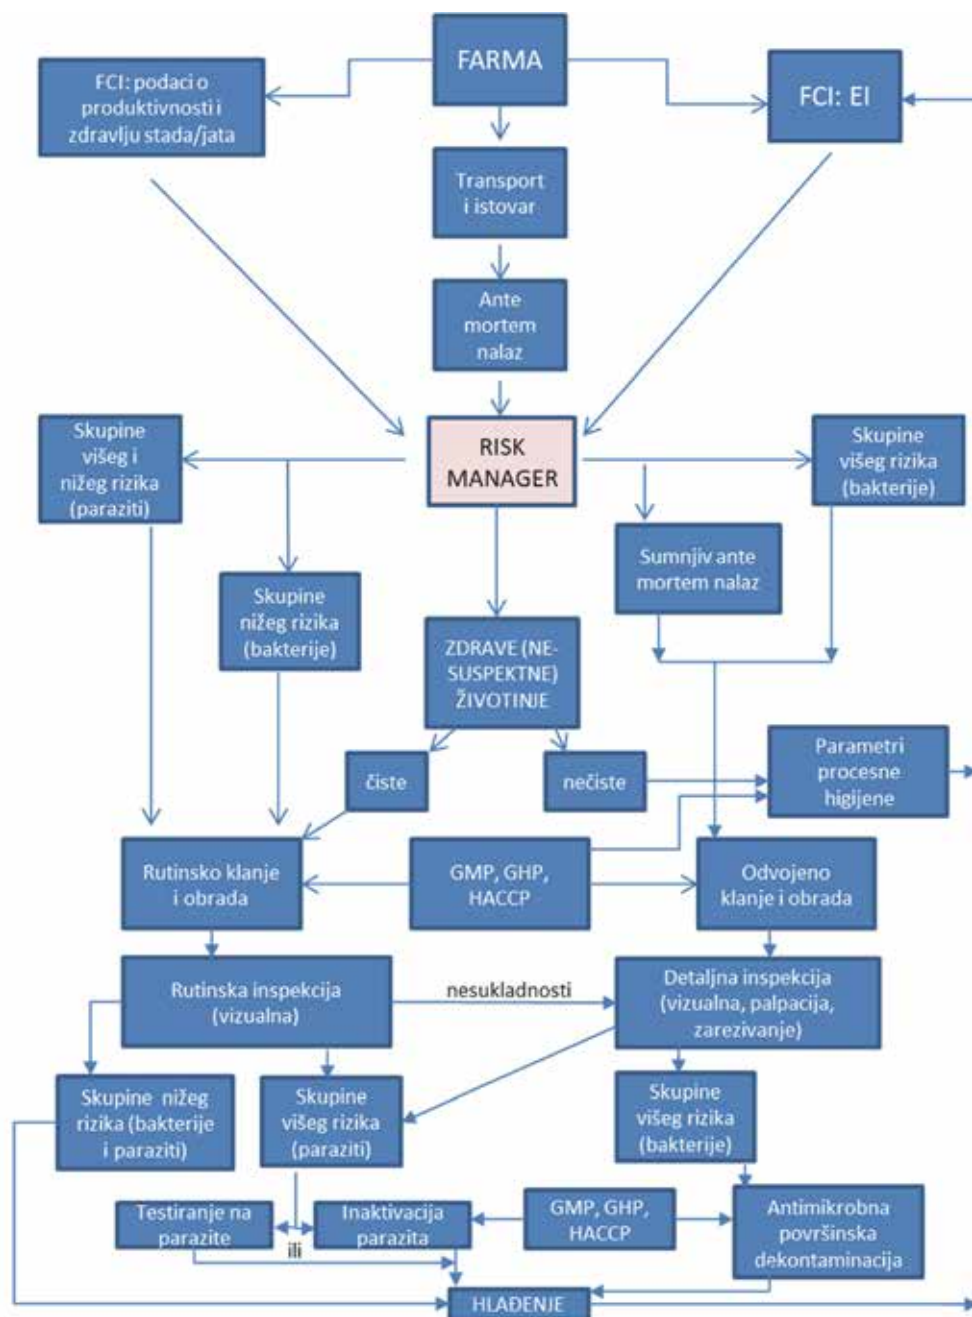 FARMA
FCI: podaci o
produktivnosti i
zdravlju stada/jata
FCI: EI
Transport
i istovar
Ante
mortem
nalaz
Skupine
višeg i
nižeg rizika
(paraziti)
RISK
MANAGER
Skupine
višeg rizika
(bakterije)
Sumnjiv ante
mortem nalaz
Skupine
nižeg rizika
(bakterije)
ZDRAVE (NE-
SUSPEKTNE)
ŽIVOTINJE
čiste
nečiste
Parametri
procesne
higijene
Rutinsko klanje
i obrada
GMP, GHP,
HACCP
Odvojeno
klanje i obrada
Rutinska inspekcija
(vizualna)
nesukladnosti
Detaljna inspekcija
(vizualna, palpacija,
zarezivanje)
Skupine nižeg
rizika (bakterije
i paraziti)
Skupine
višeg rizika
(paraziti)
Skupine
višeg rizika
(bakterije)
Testiranje na
parazite
ili
Inaktivacija
parazita
GMP, GHP,
HACCP
Antimikrobna
površinska
dekontaminacija
HLAĐENJE